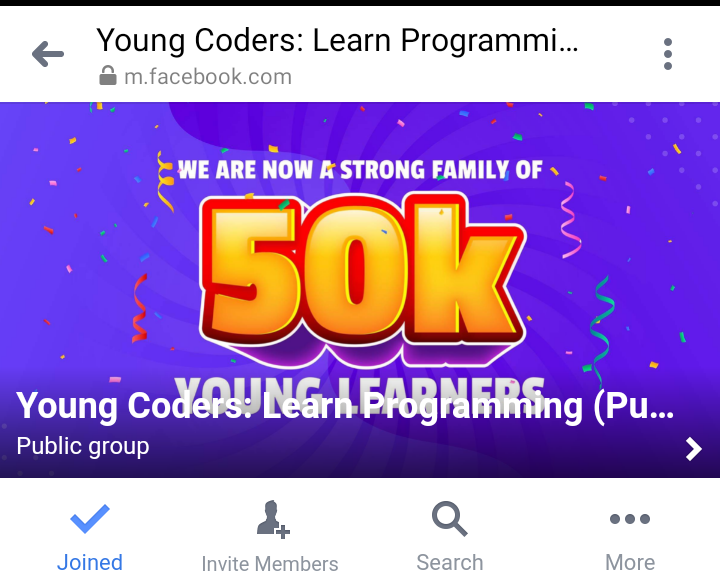 Young Coders: Learn Programmi...
m.facebook.com
WE ARE NOW A STRONG FAMILY OF
50k
YOUNG LEARNERS
Young Coders: Learn Programming (Pu...
Public group
Joined
Invite Members
Search
More